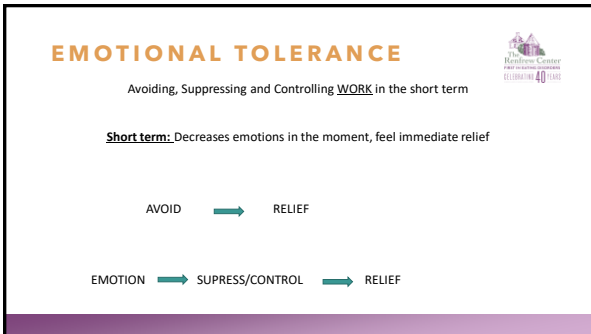 EMOTIONAL TOLERANCE
The
Renfrew Center
FIRST IN EATING DISORDERS
CELEBRATING 40 YEARS
Avoiding, Suppressing and Controlling WORK in the short term
Short term: Decreases emotions in the moment, feel immediate relief
AVOID RELIEF
EMOTION SUPRESS/CONTROL RELIEF